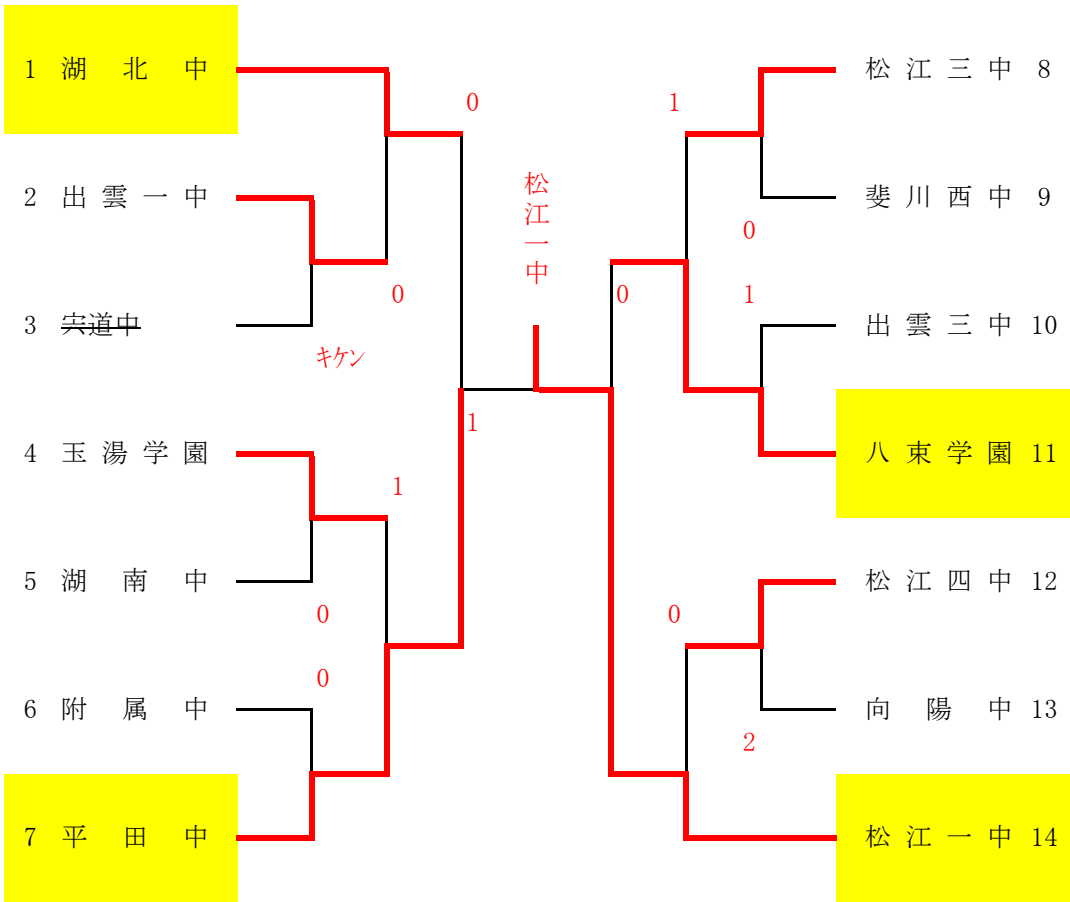 1 湖北中
0
1
松江三中 8
2 出雲一中
松江一中
斐川西中 9
0
0
0
1
3 宍道中
出雲三中 10
キケン
1
4 玉湯学園
八束学園 11
1
5 湖南中
松江四中 12
0
0
0
6 附属中
向陽中 13
2
7 平田中
松江一中 14